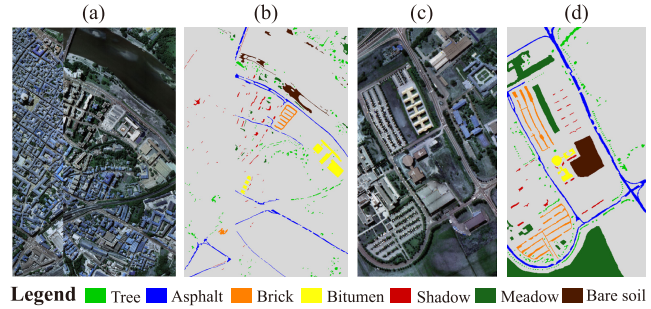 (a) (b) (c) (d)
Legend Tree Asphalt Brick Bitumen Shadow Meadow Bare soil